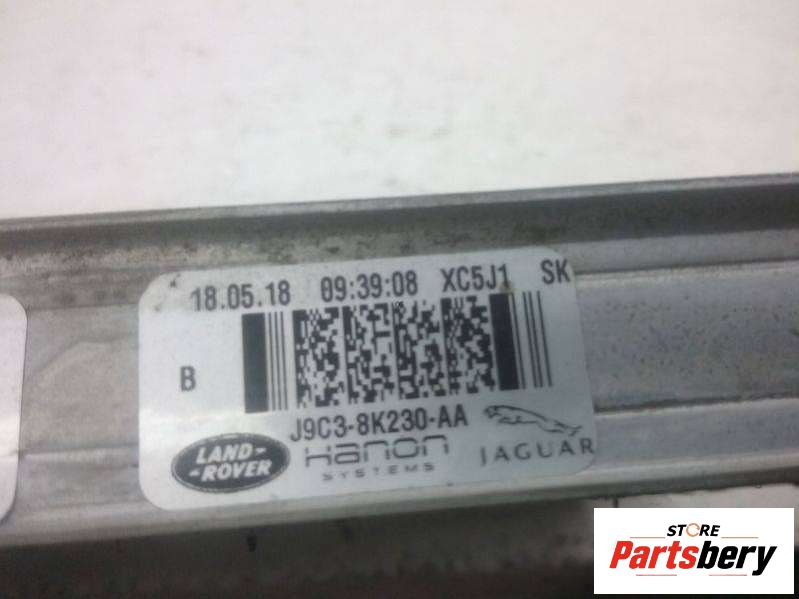 18.05.18 09:39:08 XC5J1 SK
B
J9C3-8K230-AA
LAND-
-ROVER
Hanon
SYSTEMS
JAGUAR
STORE
Partsbery